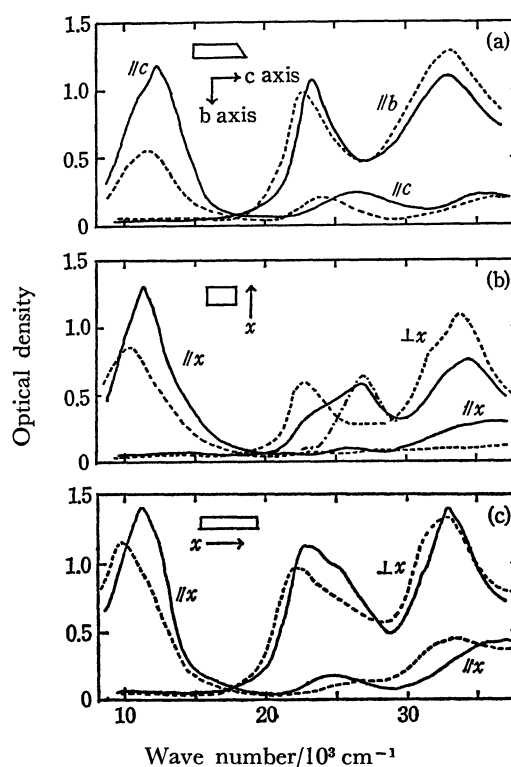 1.5
(a)
//c
c axis
b axis
1.0
//b
0.5
//c
0
1.5
(b)
x
1.0
⊥x
//x
0.5
//x
0
Optical density
1.5
(c)
x
1.0
//x
⊥x
0.5
//x
0
10 20 30
Wave number/10³ cm⁻¹